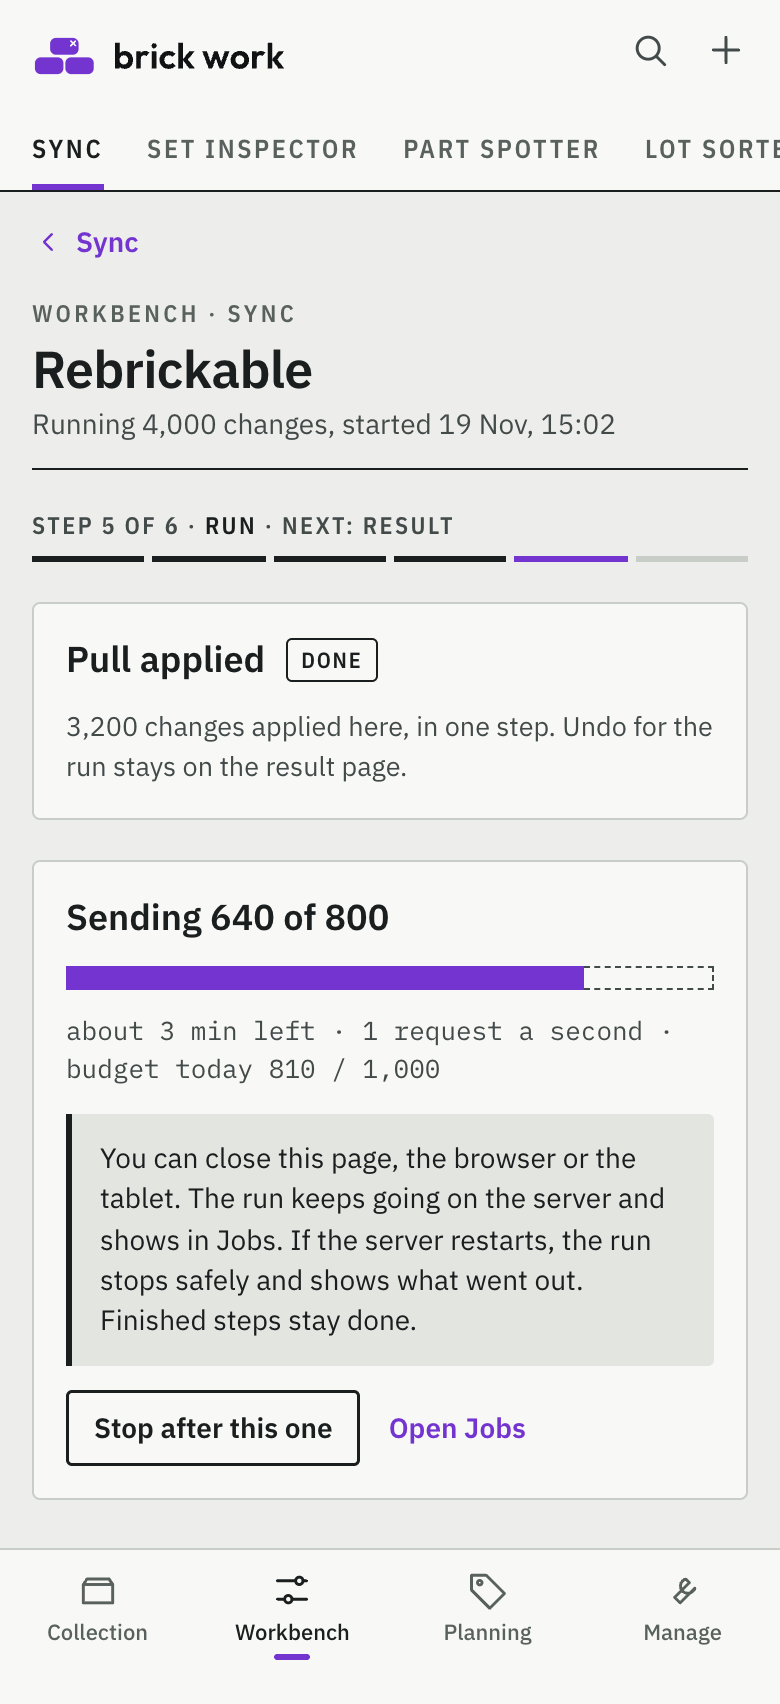 brick work
SYNC SET INSPECTOR PART SPOTTER LOT SORTE
Sync
WORKBENCH · SYNC
Rebrickable
Running 4,000 changes, started 19 Nov, 15:02
STEP 5 OF 6 · RUN · NEXT: RESULT
Pull applied DONE
3,200 changes applied here, in one step. Undo for the
run stays on the result page.
Sending 640 of 800
about 3 min left · 1 request a second ·
budget today 810 / 1,000
You can close this page, the browser or the
tablet. The run keeps going on the server and
shows in Jobs. If the server restarts, the run
stops safely and shows what went out.
Finished steps stay done.
Stop after this one Open Jobs
Collection Workbench Planning Manage